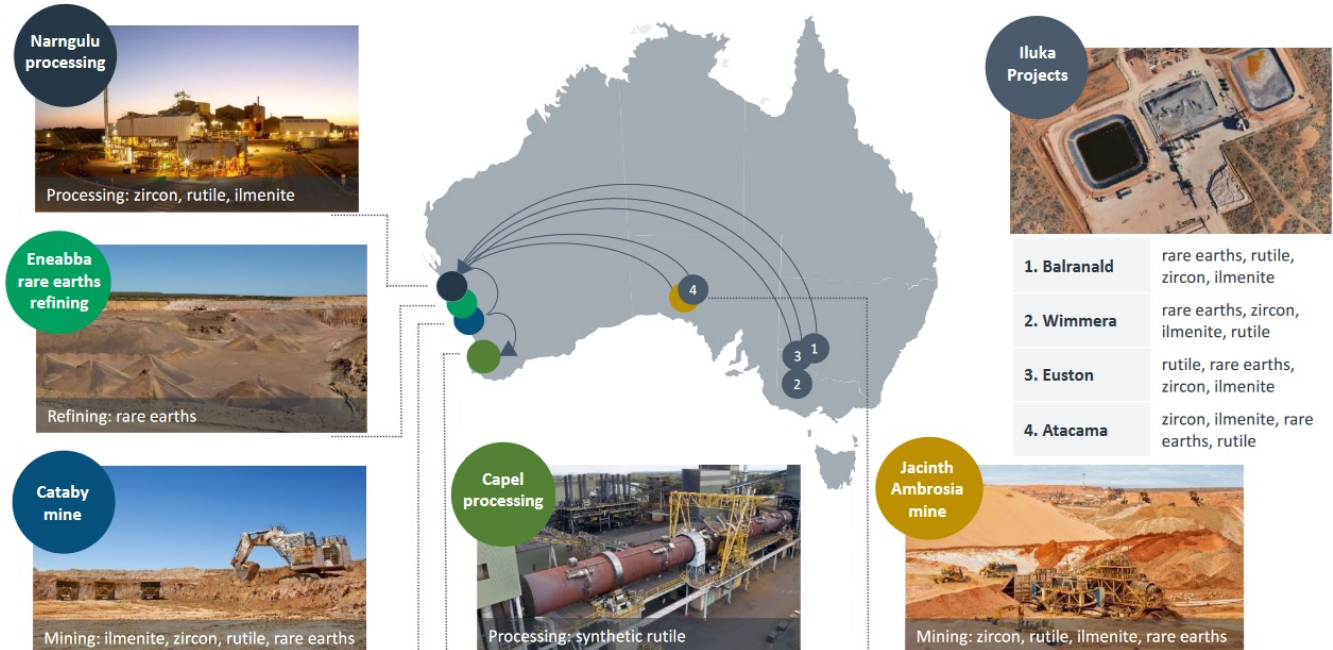 Narngulu
processing
Processing: zircon, rutile, ilmenite
Eneabba
rare earths
refining
Refining: rare earths
Cataby
mine
Mining: ilmenite, zircon, rutile, rare earths
4
3
1
2
Capel
processing
Processing: synthetic rutile
Iluka
Projects
1. Balranald
rare earths, rutile,
zircon, ilmenite
2. Wimmera
rare earths, zircon,
ilmenite, rutile
3. Euston
rutile, rare earths,
zircon, ilmenite
4. Atacama
zircon, ilmenite, rare
earths, rutile
Jacinth
Ambrosia
mine
Mining: zircon, rutile, ilmenite, rare earths